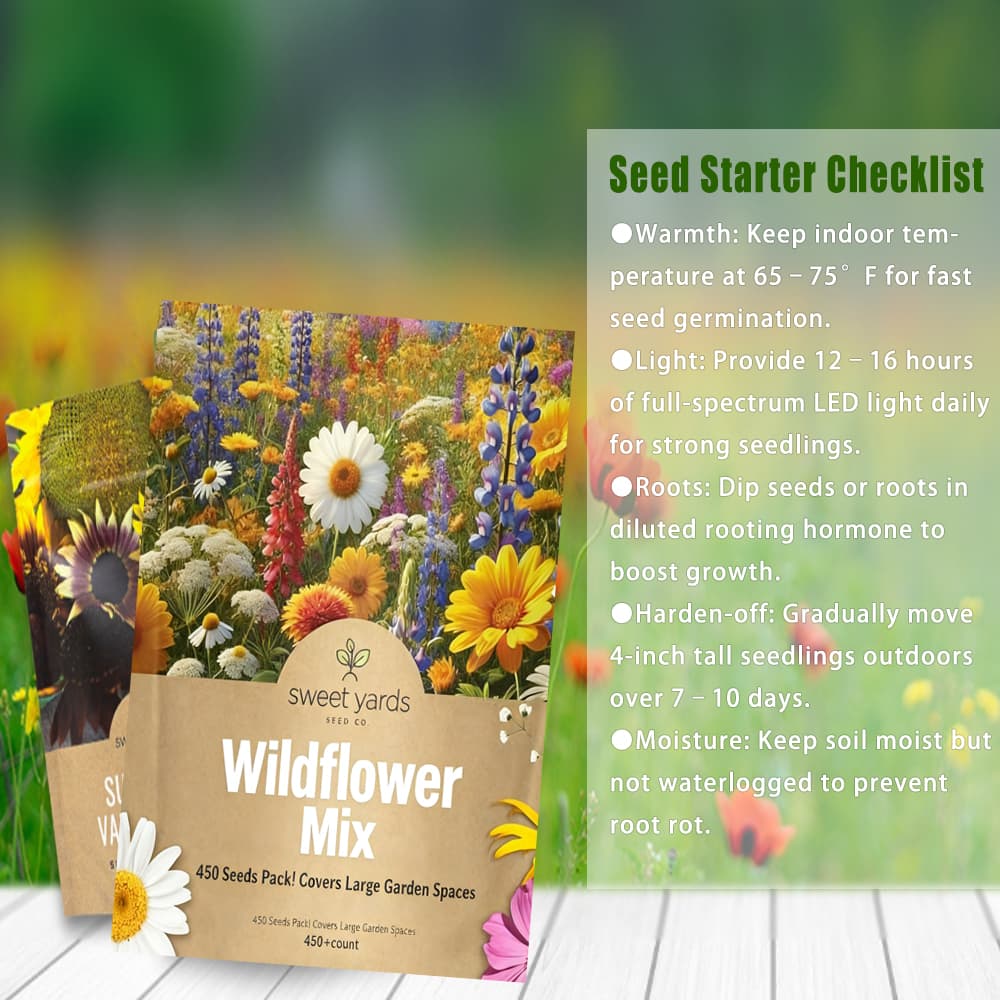 Seed Starter Checklist
●Warmth: Keep indoor tem-
perature at 65 – 75° F for fast
seed germination.
●Light: Provide 12 – 16 hours
of full-spectrum LED light daily
for strong seedlings.
●Roots: Dip seeds or roots in
diluted rooting hormone to
boost growth.
●Harden-off: Gradually move
4-inch tall seedlings outdoors
over 7 – 10 days.
●Moisture: Keep soil moist but
not waterlogged to prevent
root rot.
sweet yards
SEED CO.
Wildflower
Mix
450 Seeds Pack! Covers Large Garden Spaces
450 Seeds Pack! Covers Large Garden Spaces
450+count